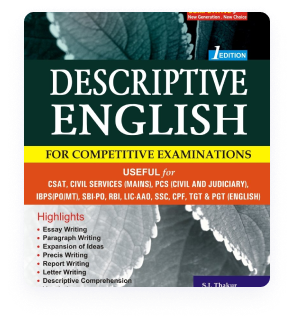 New Generation , New Choice
1 EDITION
DESCRIPTIVE
ENGLISH
FOR COMPETITIVE EXAMINATIONS
USEFUL for
CSAT, CIVIL SERVICES (MAINS), PCS (CIVIL AND JUDICIARY),
IBPS(PO/MT), SBI-PO, RBI, LIC-AAO, SSC, CPF, TGT & PGT (ENGLISH)
Highlights
• Essay Writing
• Paragraph Writing
• Expansion of Ideas
• Precis Writing
• Report Writing
• Letter Writing
• Descriptive Comprehension
S.J. Thakur